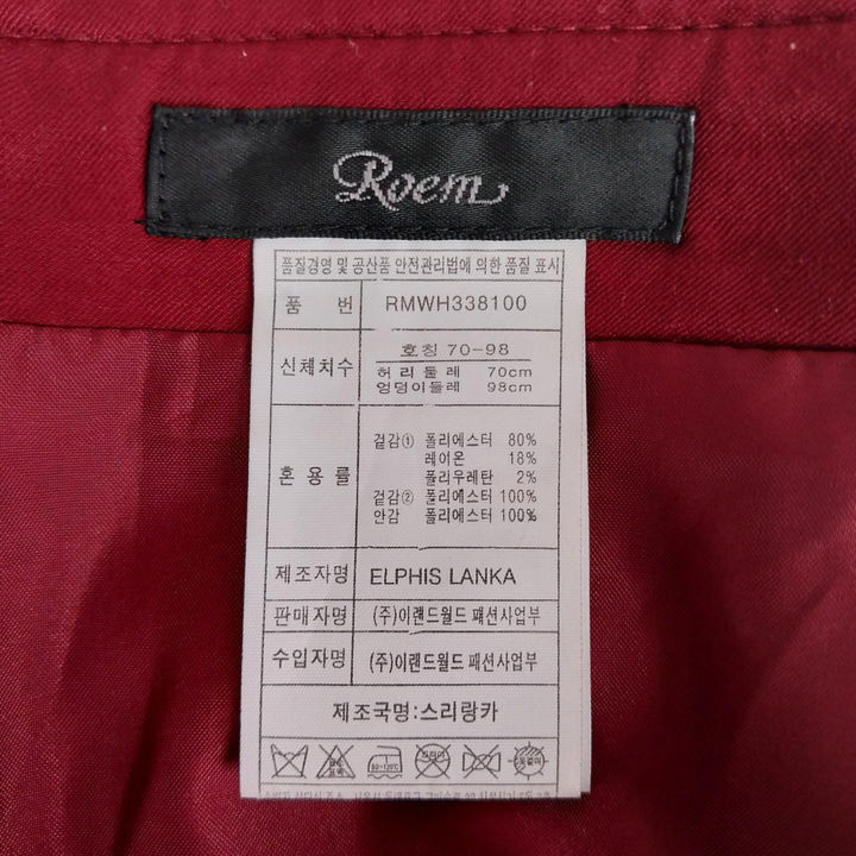 Roem
품질경영 및 공산품 안전관리법에 의한 품질 표시
품 번 RMWH338100
신체치수 호칭 70-98
허리둘레 70cm
엉덩이둘레 98cm
혼용률
겉감① 폴리에스터 80%
레이온 18%
폴리우레탄 2%
겉감② 폴리에스터 100%
안감 폴리에스터 100%
제조자명 ELPHIS LANKA
판매자명 (주)이랜드월드 패션사업부
수입자명 (주)이랜드월드 패션사업부
제조국명:스리랑카
80-120℃ 드라이